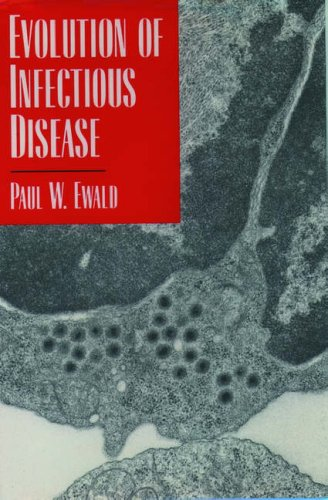 EVOLUTION OF
INFECTIOUS
DISEASE
PAUL W. EWALD